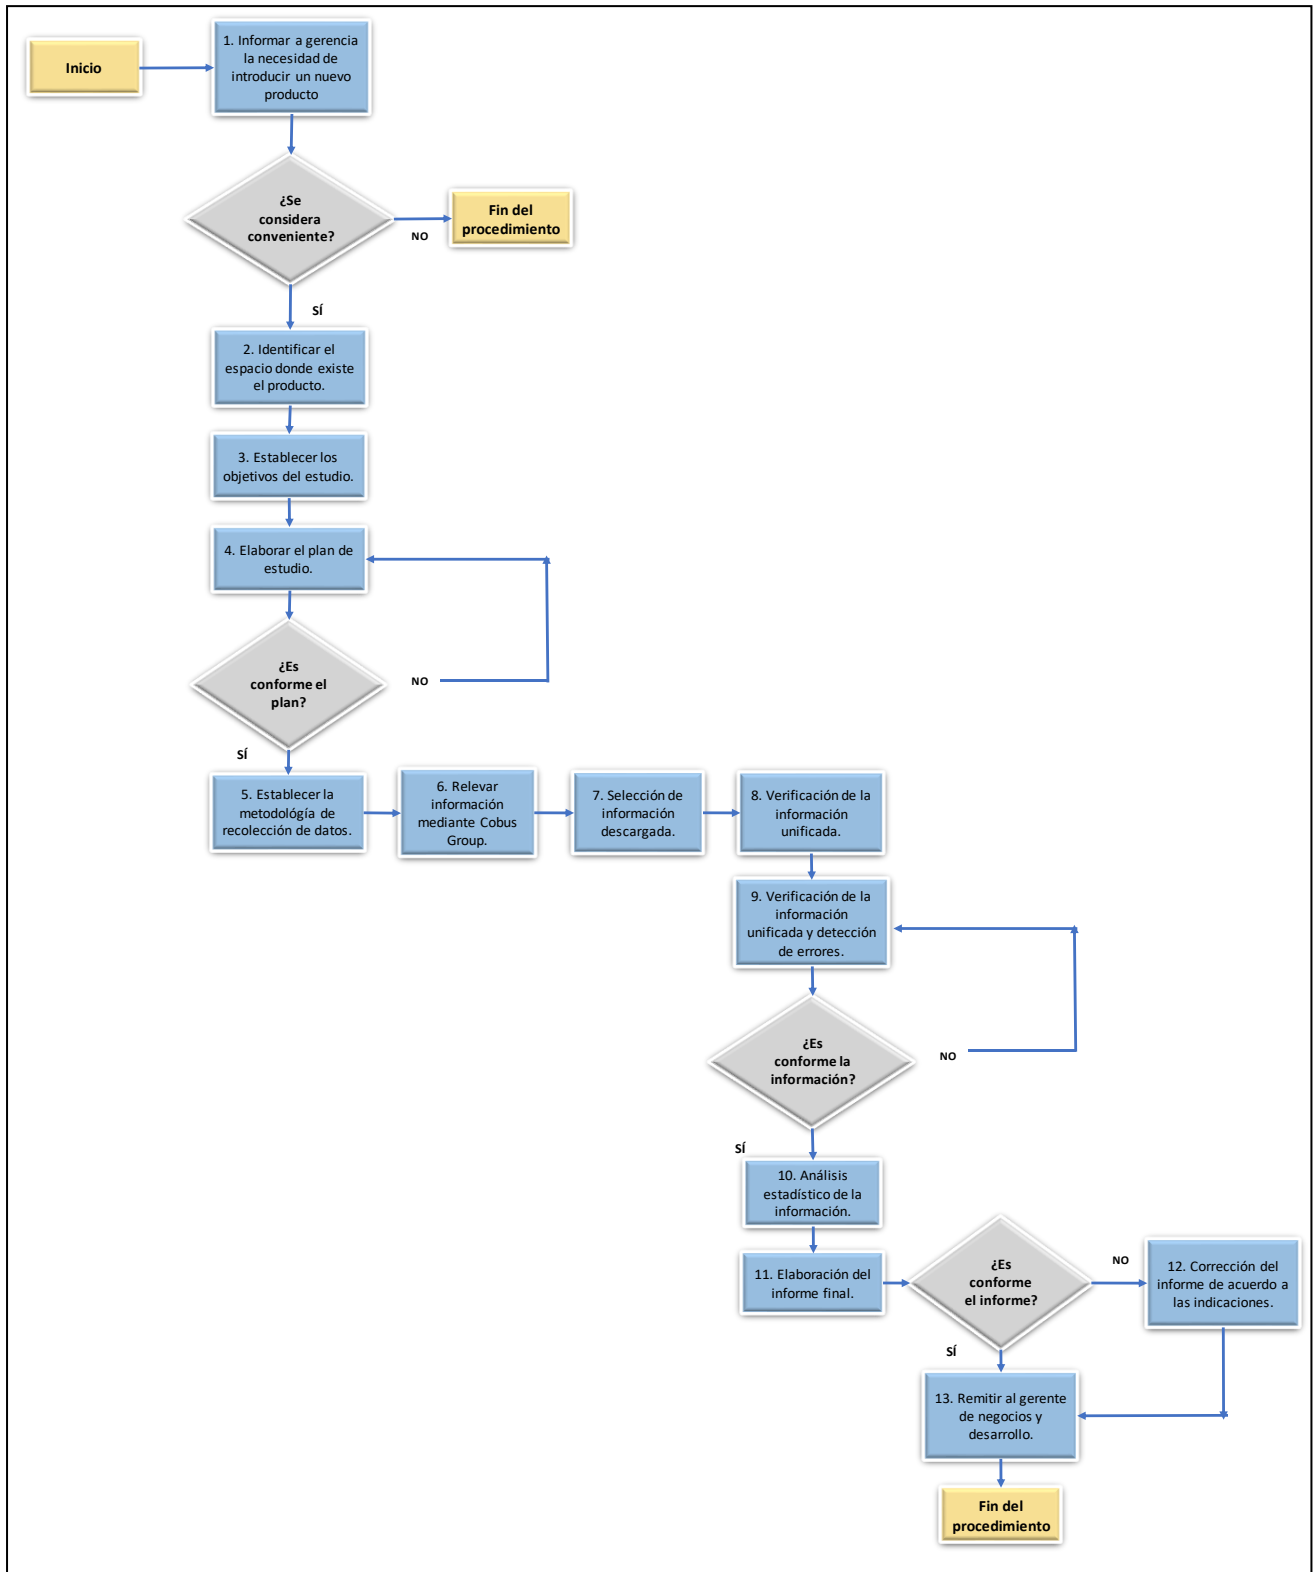 Inicio
1. Informar a gerencia
la necesidad de
introducir un nuevo
producto
¿Se
considera
conveniente?
NO
Fin del
procedimiento
SÍ
2. Identificar el
espacio donde existe
el producto.
3. Establecer los
objetivos del estudio.
4. Elaborar el plan de
estudio.
¿Es
conforme el
plan?
NO
SÍ
5. Establecer la
metodología de
recolección de datos.
6. Relevar
información
mediante Cobus
Group.
7. Selección de
información
descargada.
8. Verificación de la
información
unificada.
9. Verificación de la
información
unificada y detección
de errores.
¿Es
conforme la
información?
NO
SÍ
10. Análisis
estadístico de la
información.
11. Elaboración del
informe final.
¿Es
conforme
el informe?
NO
12. Corrección del
informe de acuerdo a
las indicaciones.
SÍ
13. Remitir al gerente
de negocios y
desarrollo.
Fin del
procedimiento